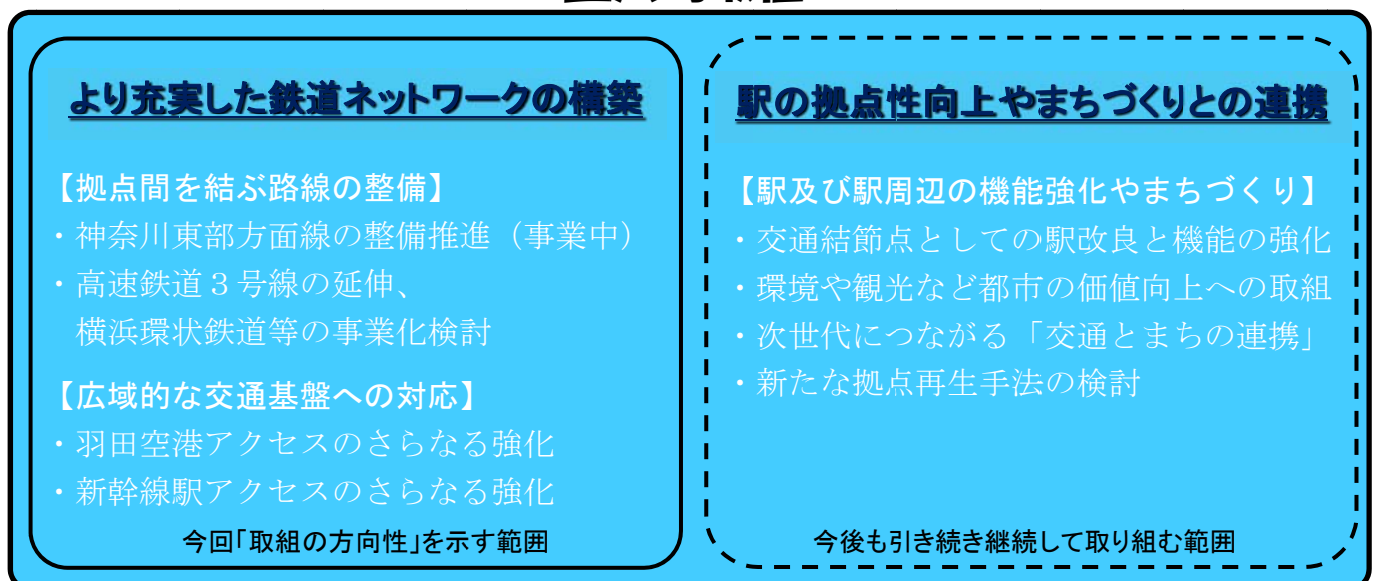 より充実した鉄道ネットワークの構築
【拠点間を結ぶ路線の整備】
・神奈川東部方面線の整備推進（事業中）
・高速鉄道３号線の延伸、
横浜環状鉄道等の事業化検討
【広域的な交通基盤への対応】
・羽田空港アクセスのさらなる強化
・新幹線駅アクセスのさらなる強化
今回「取組の方向性」を示す範囲
駅の拠点性向上やまちづくりとの連携
【駅及び駅周辺の機能強化やまちづくり】
・交通結節点としての駅改良と機能の強化
・環境や観光など都市の価値向上への取組
・次世代につながる「交通とまちの連携」
・新たな拠点再生手法の検討
今後も引き続き継続して取り組む範囲